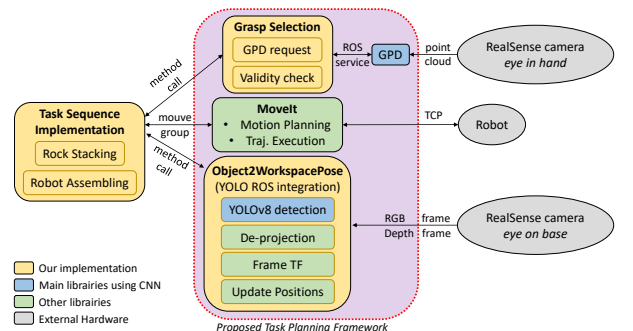 Grasp Selection
GPD request
Validity check
ROS
service
GPD
point
cloud
RealSense camera
eye in hand
method
call
Task Sequence
Implementation
Rock Stacking
Robot Assembling
mouve
group
MoveIt
• Motion Planning
• Traj. Execution
TCP
Robot
method
call
Object2WorkspacePose
(YOLO ROS integration)
YOLOv8 detection
De-projection
Frame TF
Update Positions
RGB frame
Depth frame
RealSense camera
eye on base
Our implementation
Main librairies using CNN
Other librairies
External Hardware
Proposed Task Planning Framework